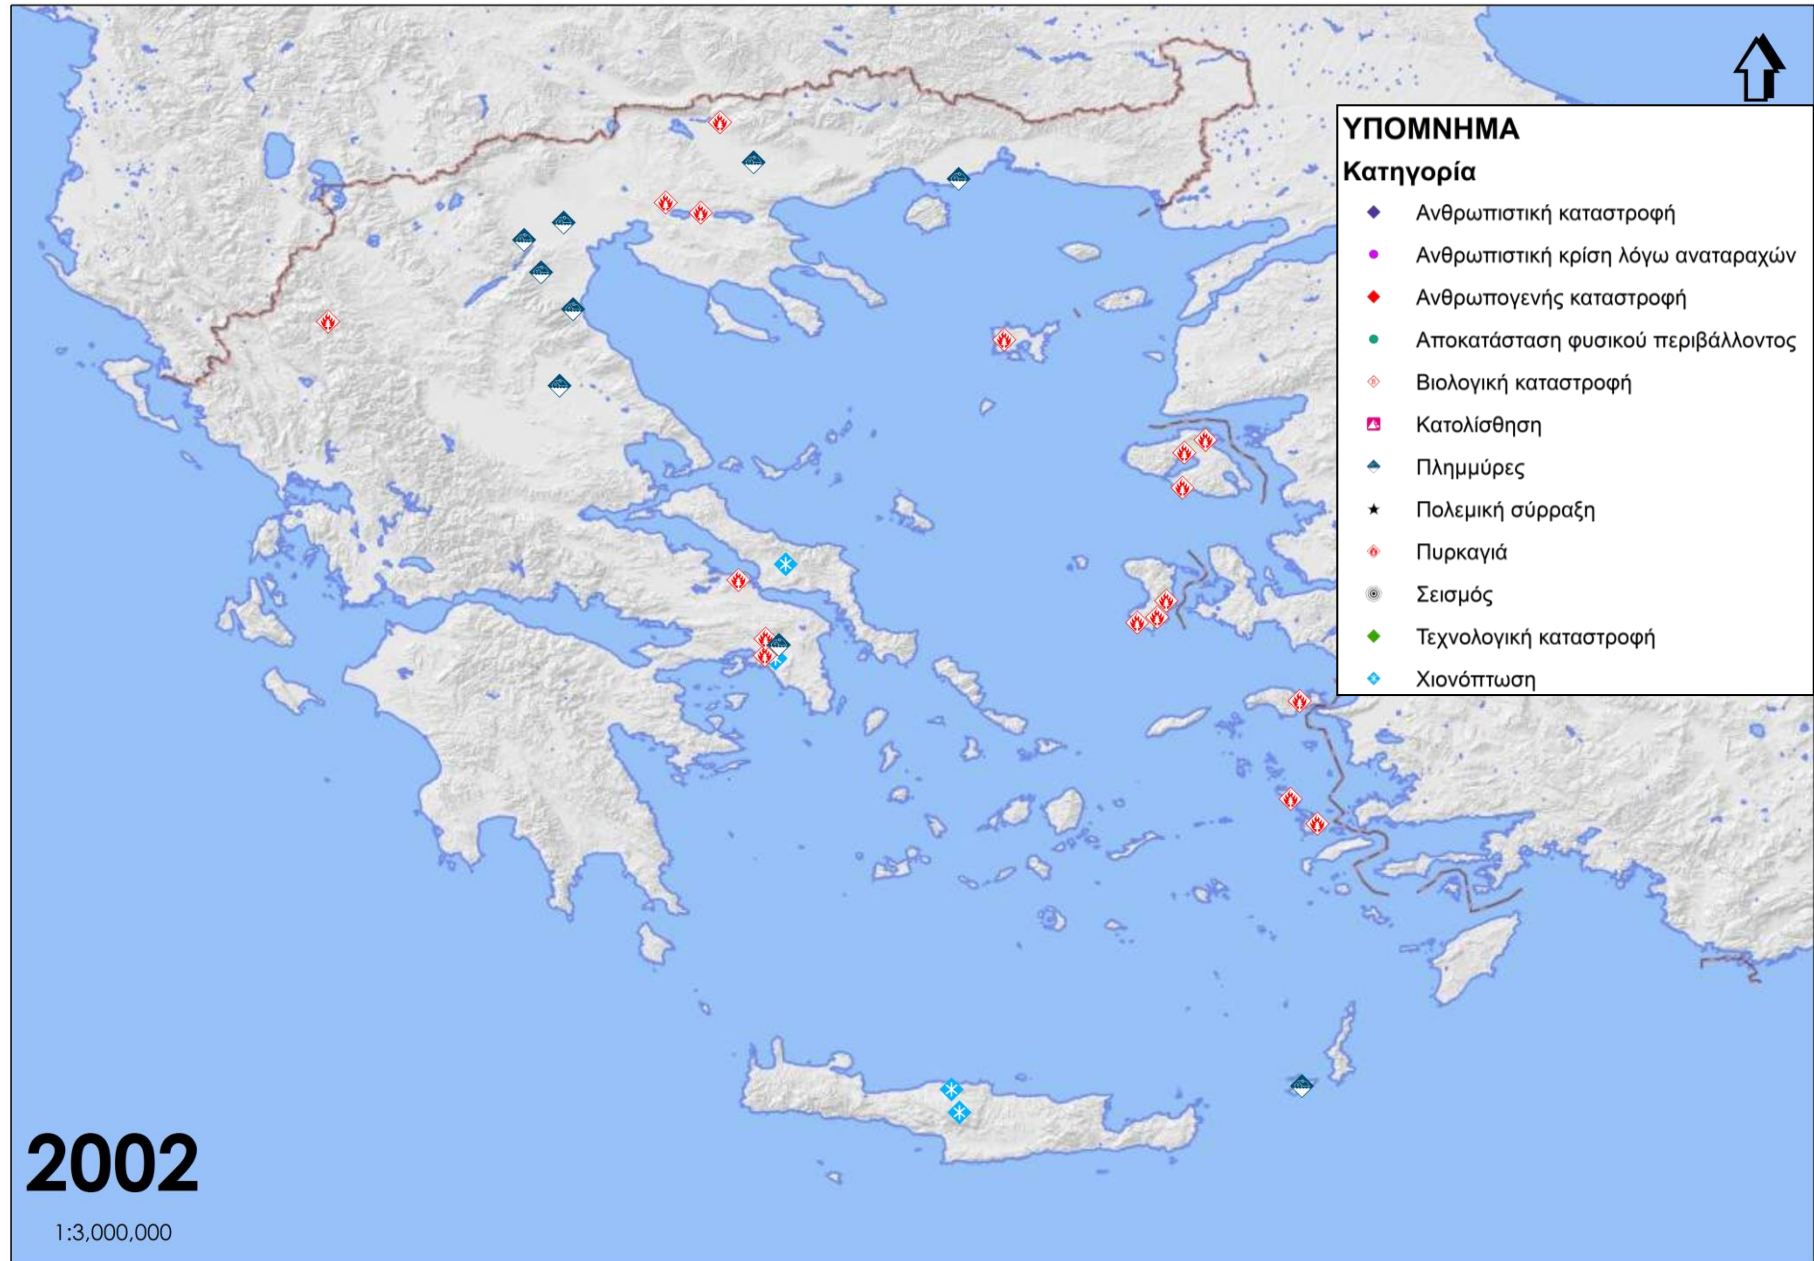 ΥΠΟΜΝΗΜΑ
Κατηγορία
Ανθρωπιστική καταστροφή
Ανθρωπιστική κρίση λόγω αναταραχών
Ανθρωπογενής καταστροφή
Αποκατάσταση φυσικού περιβάλλοντος
Βιολογική καταστροφή
Κατολίσθηση
Πλημμύρες
Πολεμική σύρραξη
Πυρκαγιά
Σεισμός
Τεχνολογική καταστροφή
Χιονόπτωση
2002
1:3,000,000